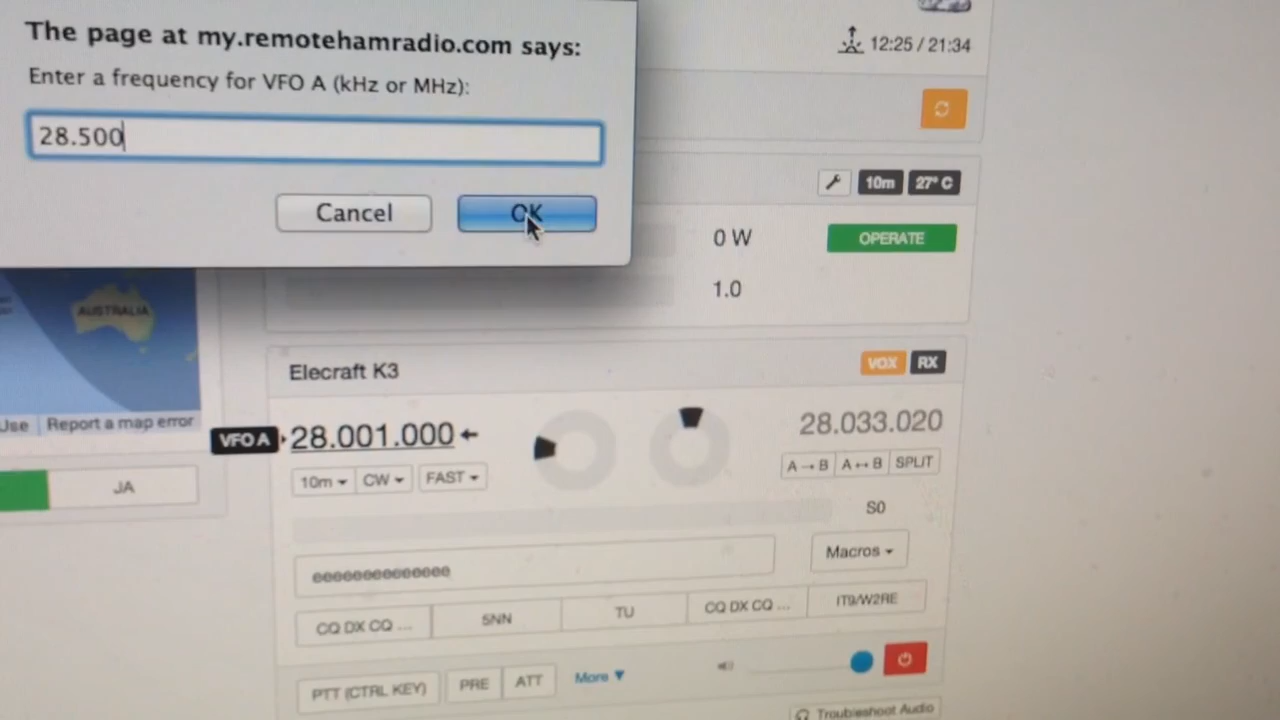 The page at my.remotehamradio.com says:
Enter a frequency for VFO A (kHz or MHz):
28.500
Cancel
OK
12:25 / 21:34
10m
27° C
0 W
OPERATE
1.0
AUSTRALIA
Use
Report a map error
JA
Elecraft K3
VOX
RX
VFO A
28.001.000
28.033.020
10m
CW
FAST
A → B
A ↔ B
SPLIT
S0
eeeeeeeeeeeeee
Macros
CQ DX CQ ...
5NN
TU
CQ DX CQ ...
IT9/W2RE
PTT (CTRL KEY)
PRE
ATT
More ▼
Troubleshoot Audio